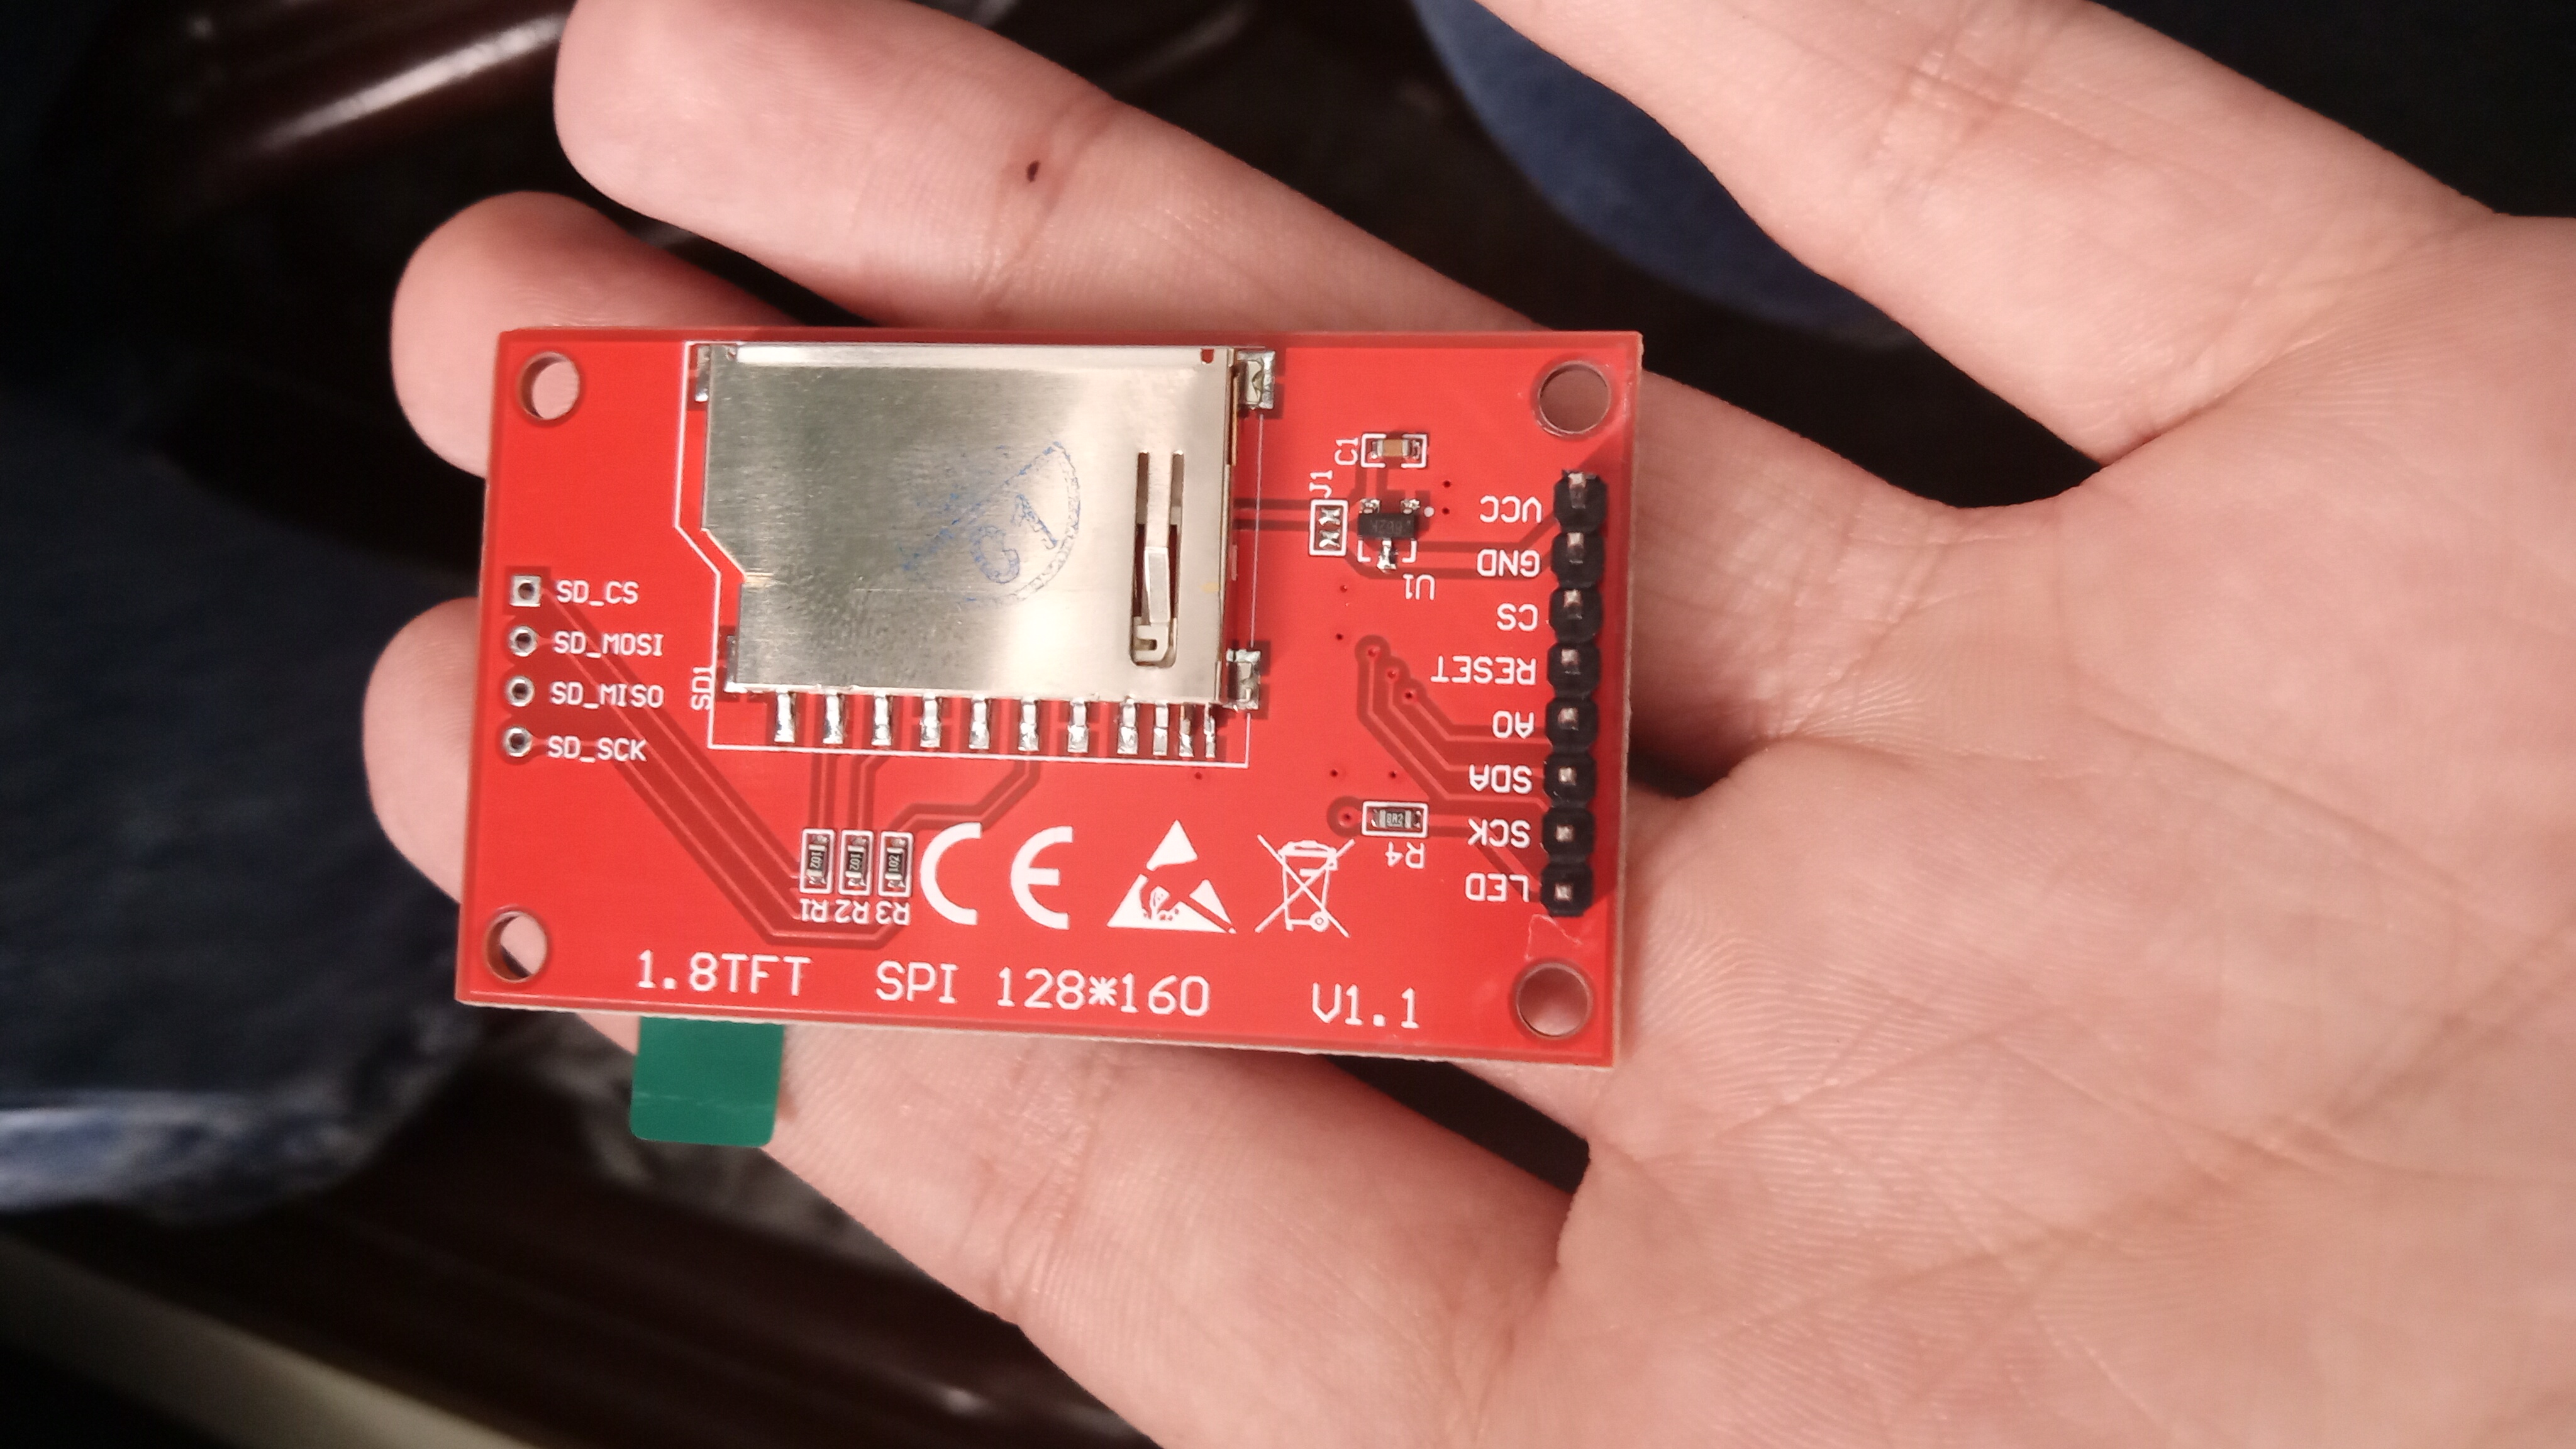 SD_SCK
SD_MISO
SD_MOSI
SD_CS
1.8TFT SPI 128*160 V1.1
SD1
R1
R2
R3
102
102
102
CE
J1
C1
U1
R4
LED
SCK
SDA
A0
RESET
CS
GND
VCC